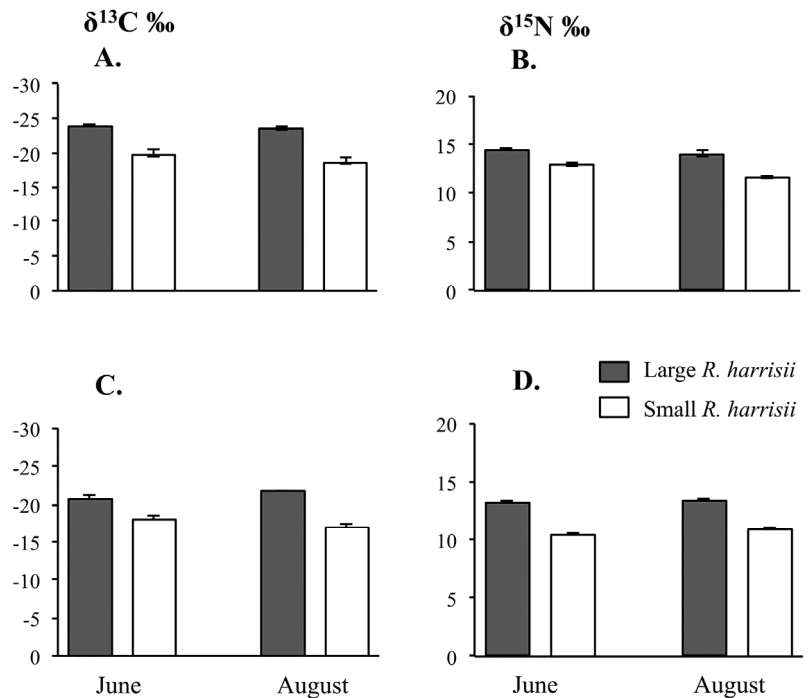 δ¹³C ‰
δ¹⁵N ‰
A.
-30
-25
-20
-15
-10
-5
0
B.
20
15
10
5
0
C.
-30
-25
-20
-15
-10
-5
0
June
August
D.
Large R. harrisii
Small R. harrisii
20
15
10
5
0
June
August